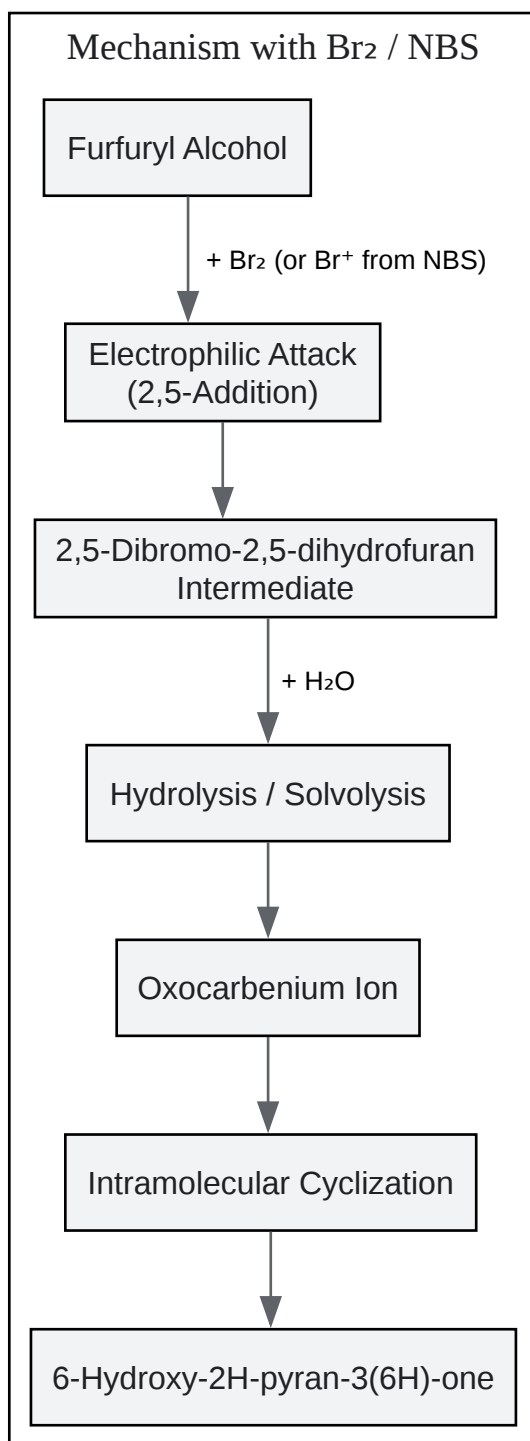 Mechanism with Br₂ / NBS
Furfuryl Alcohol
+ Br₂ (or Br⁺ from NBS)
Electrophilic Attack
(2,5-Addition)
2,5-Dibromo-2,5-dihydrofuran
Intermediate
+ H₂O
Hydrolysis / Solvolysis
Oxocarbenium Ion
Intramolecular Cyclization
6-Hydroxy-2H-pyran-3(6H)-one